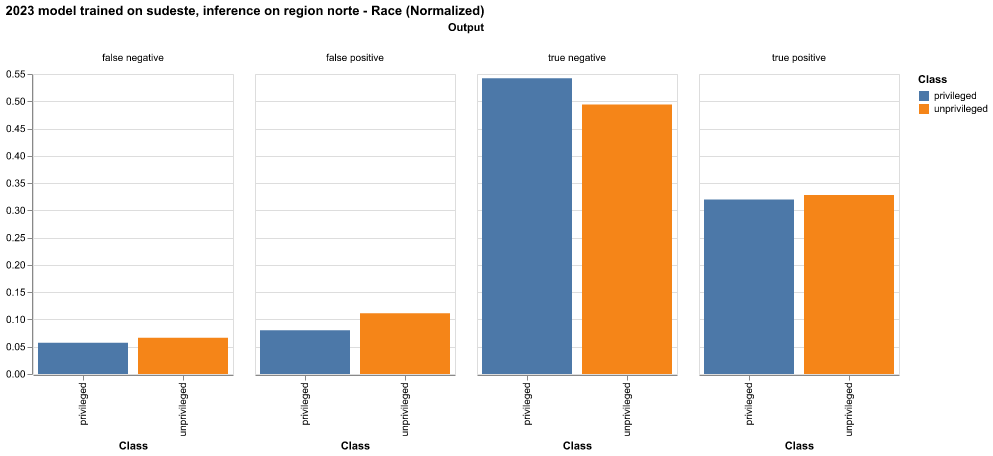 2023 model trained on sudeste, inference on region norte - Race (Normalized)
Output
false negative
false positive
true negative
true positive
0.55
0.50
0.45
0.40
0.35
0.30
0.25
0.20
0.15
0.10
0.05
0.00
privileged
unprivileged
privileged
unprivileged
privileged
unprivileged
privileged
unprivileged
Class
Class
Class
Class
Class
privileged
unprivileged